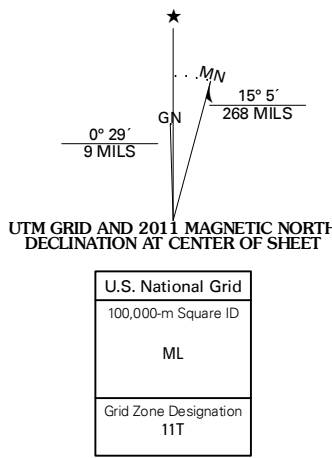 ★
MN
GN
15° 5´
268 MILS
0° 29´
9 MILS
UTM GRID AND 2011 MAGNETIC NORTH
DECLINATION AT CENTER OF SHEET
U.S. National Grid
100,000-m Square ID
ML
Grid Zone Designation
11T